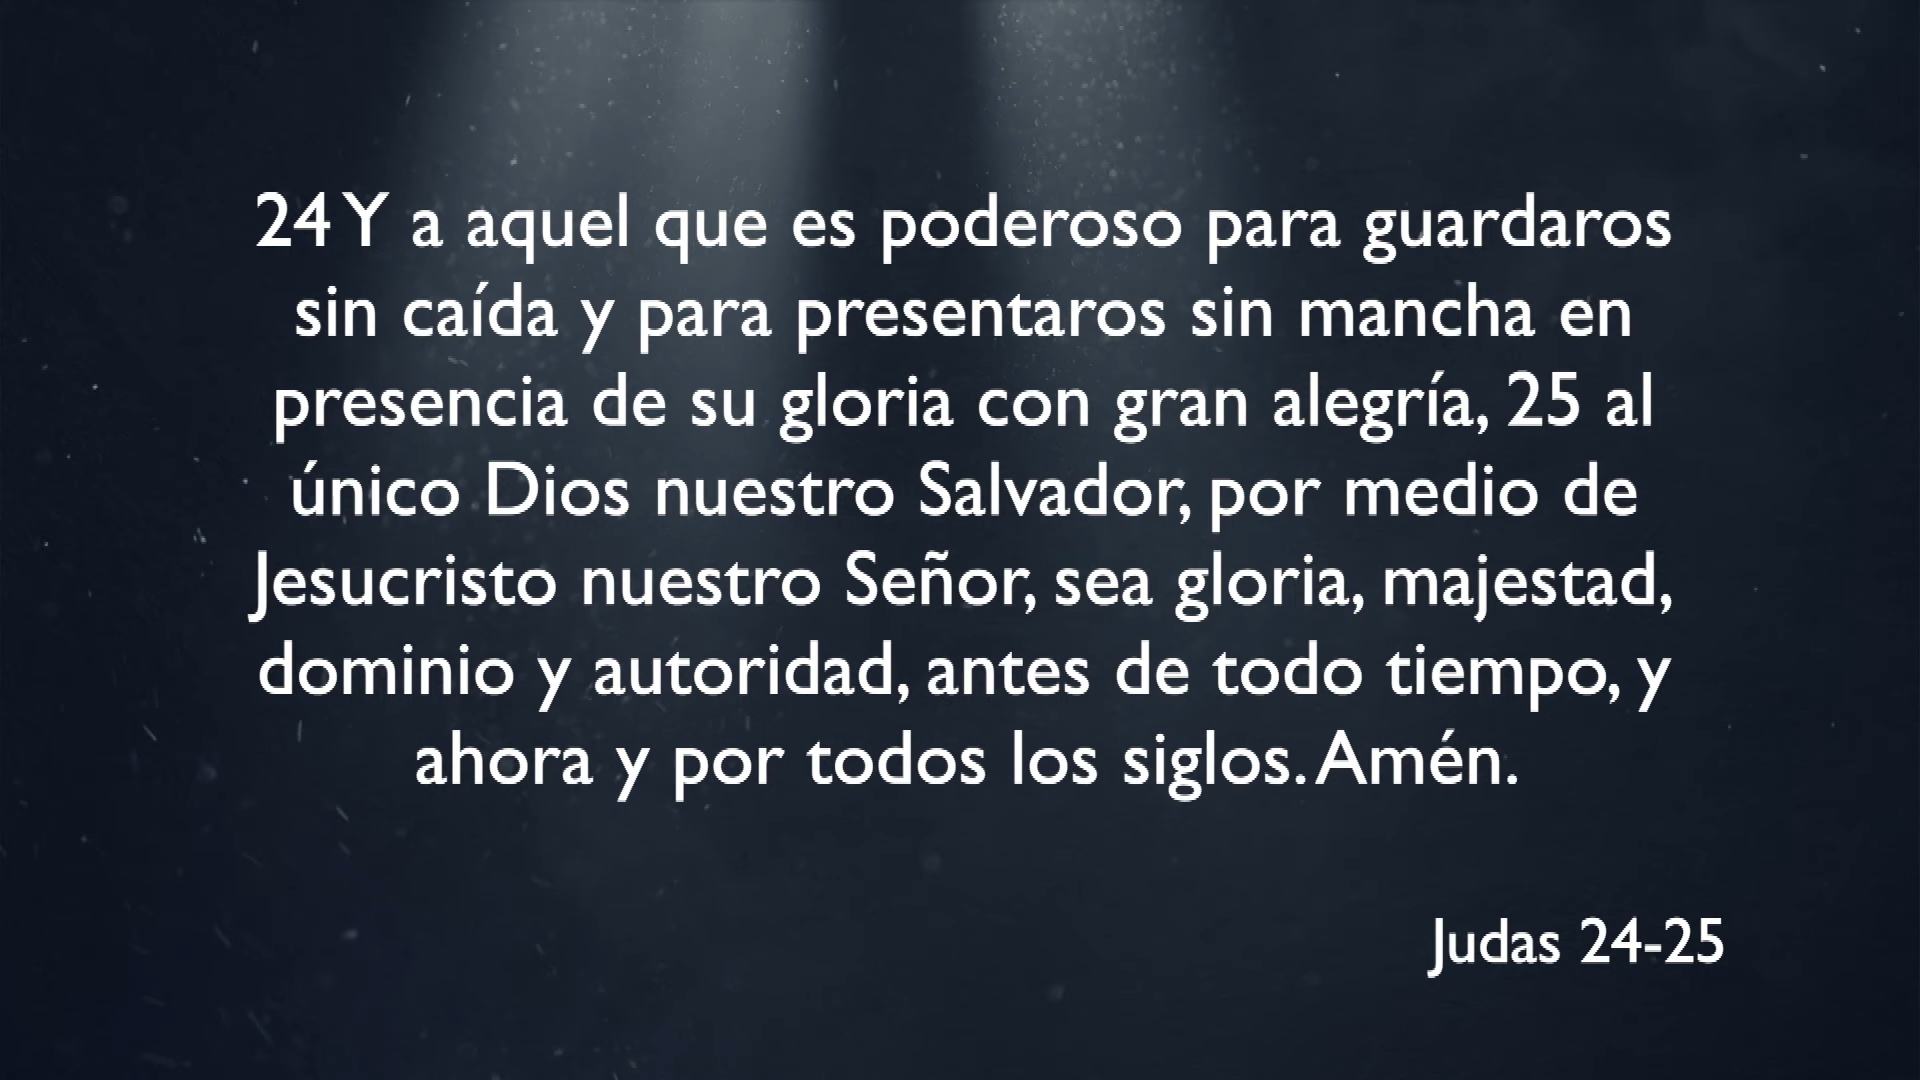 24 Y a aquel que es poderoso para guardaros
sin caída y para presentaros sin mancha en
presencia de su gloria con gran alegría, 25 al
único Dios nuestro Salvador, por medio de
Jesucristo nuestro Señor, sea gloria, majestad,
dominio y autoridad, antes de todo tiempo, y
ahora y por todos los siglos. Amén.
Judas 24-25